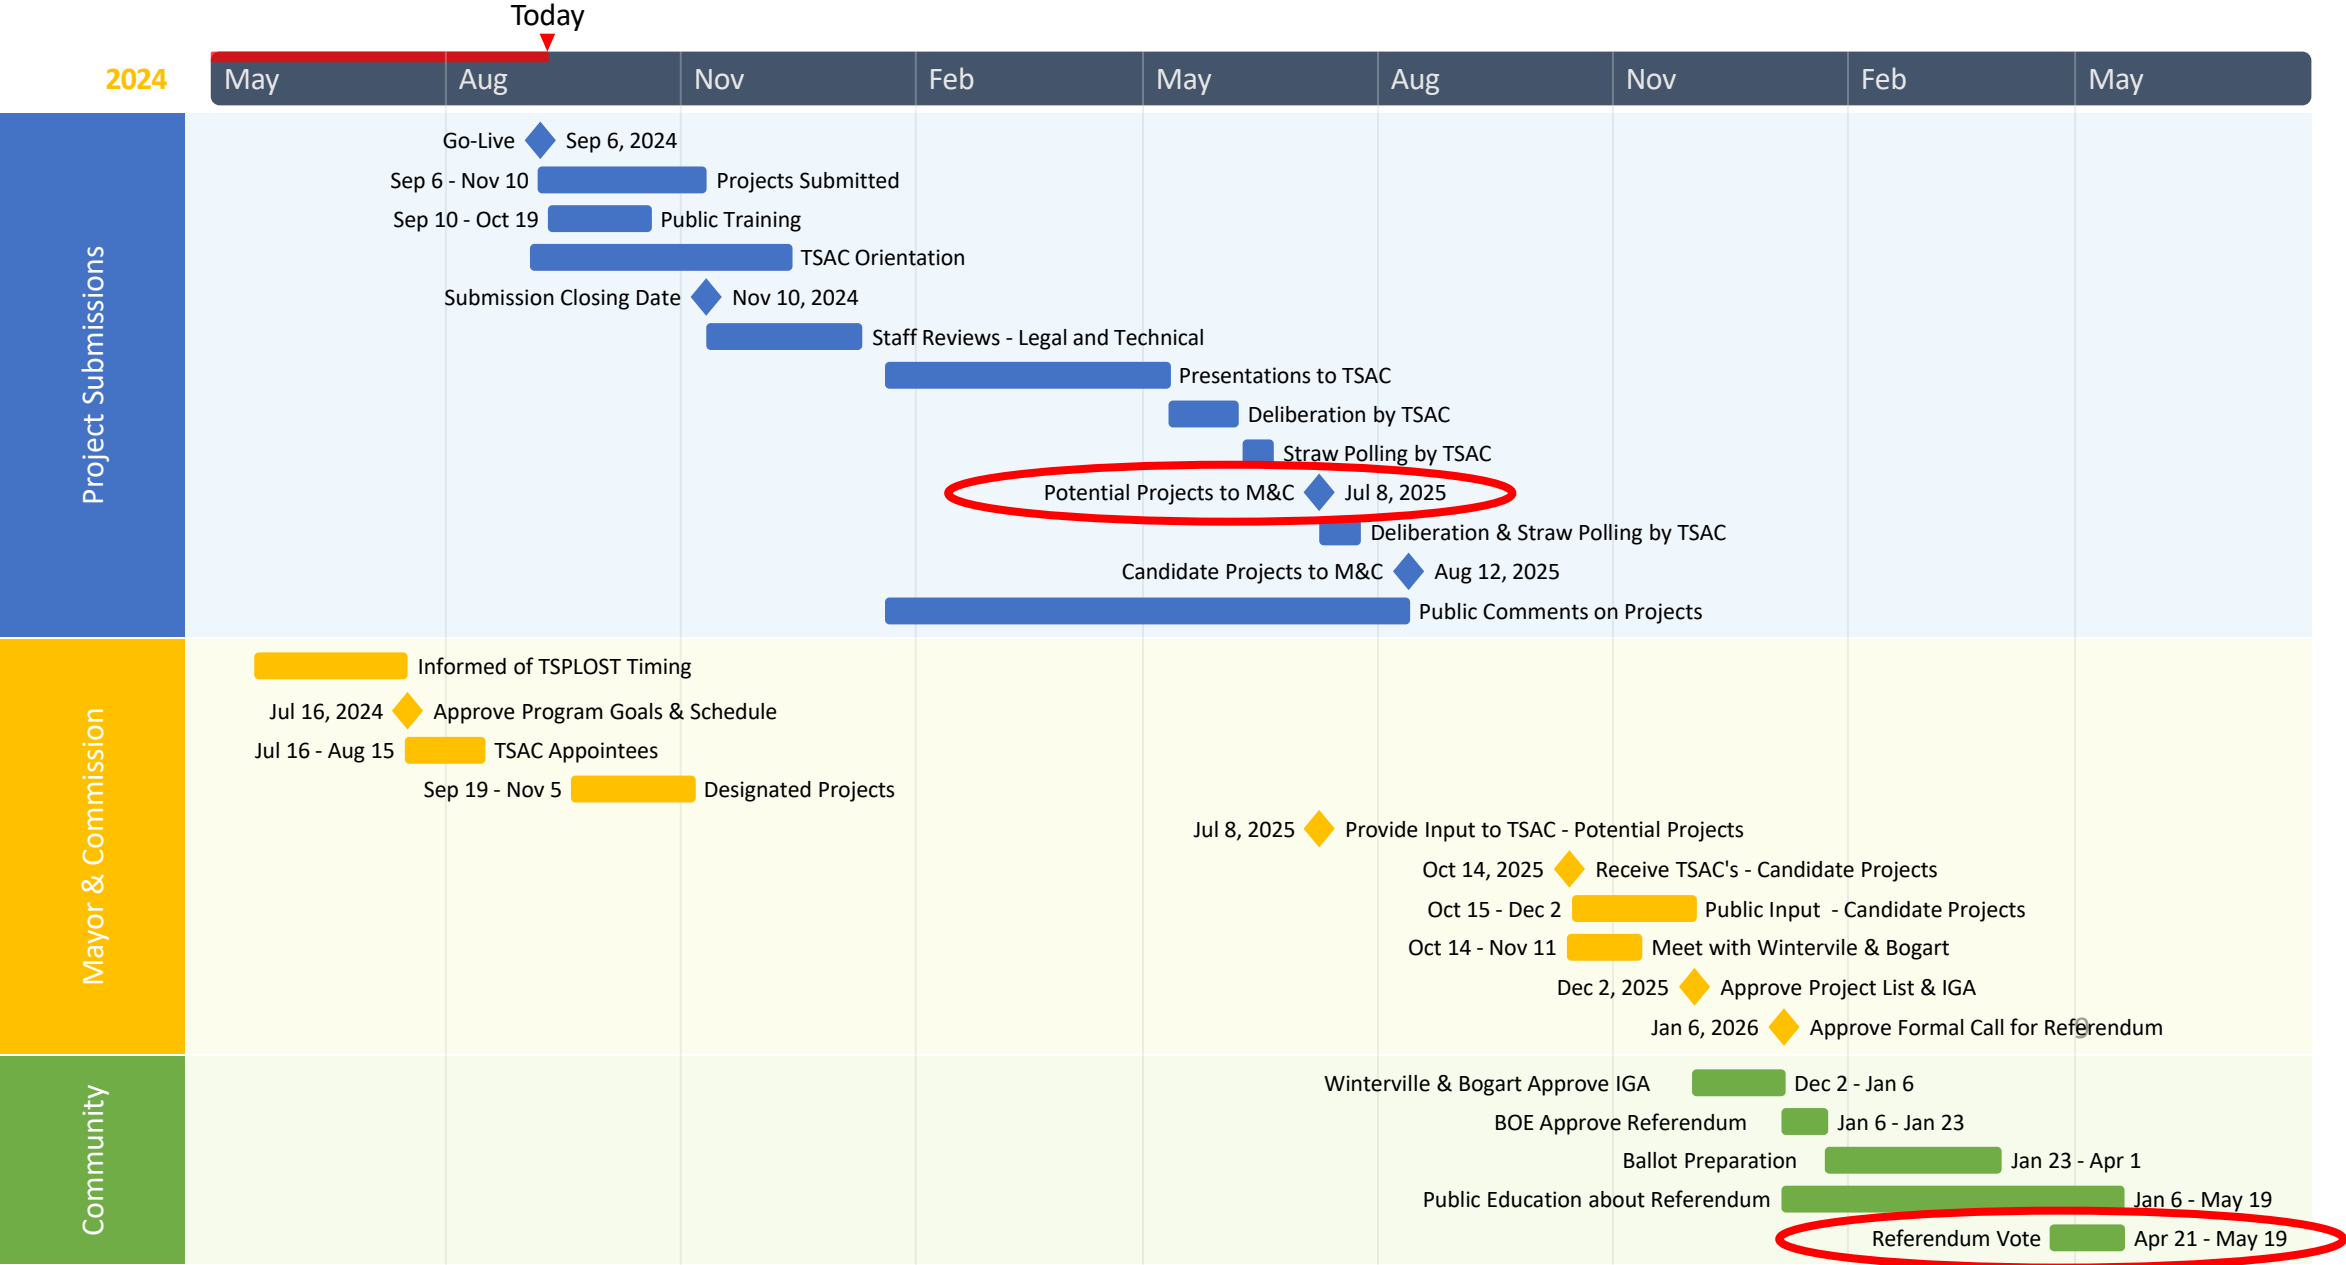 Today
2024 May Aug Nov Feb May Aug Nov Feb May
Project Submissions
Go-Live Sep 6, 2024
Sep 6 - Nov 10 Projects Submitted
Sep 10 - Oct 19 Public Training
TSAC Orientation
Submission Closing Date Nov 10, 2024
Staff Reviews - Legal and Technical
Presentations to TSAC
Deliberation by TSAC
Straw Polling by TSAC
Potential Projects to M&C Jul 8, 2025
Deliberation & Straw Polling by TSAC
Candidate Projects to M&C Aug 12, 2025
Public Comments on Projects
Mayor & Commission
Informed of TSPLOST Timing
Jul 16, 2024 Approve Program Goals & Schedule
Jul 16 - Aug 15 TSAC Appointees
Sep 19 - Nov 5 Designated Projects
Jul 8, 2025 Provide Input to TSAC - Potential Projects
Oct 14, 2025 Receive TSAC's - Candidate Projects
Oct 15 - Dec 2 Public Input - Candidate Projects
Oct 14 - Nov 11 Meet with Wintervile & Bogart
Dec 2, 2025 Approve Project List & IGA
Jan 6, 2026 Approve Formal Call for Referendum
9
Community
Winterville & Bogart Approve IGA Dec 2 - Jan 6
BOE Approve Referendum Jan 6 - Jan 23
Ballot Preparation Jan 23 - Apr 1
Public Education about Referendum Jan 6 - May 19
Referendum Vote Apr 21 - May 19